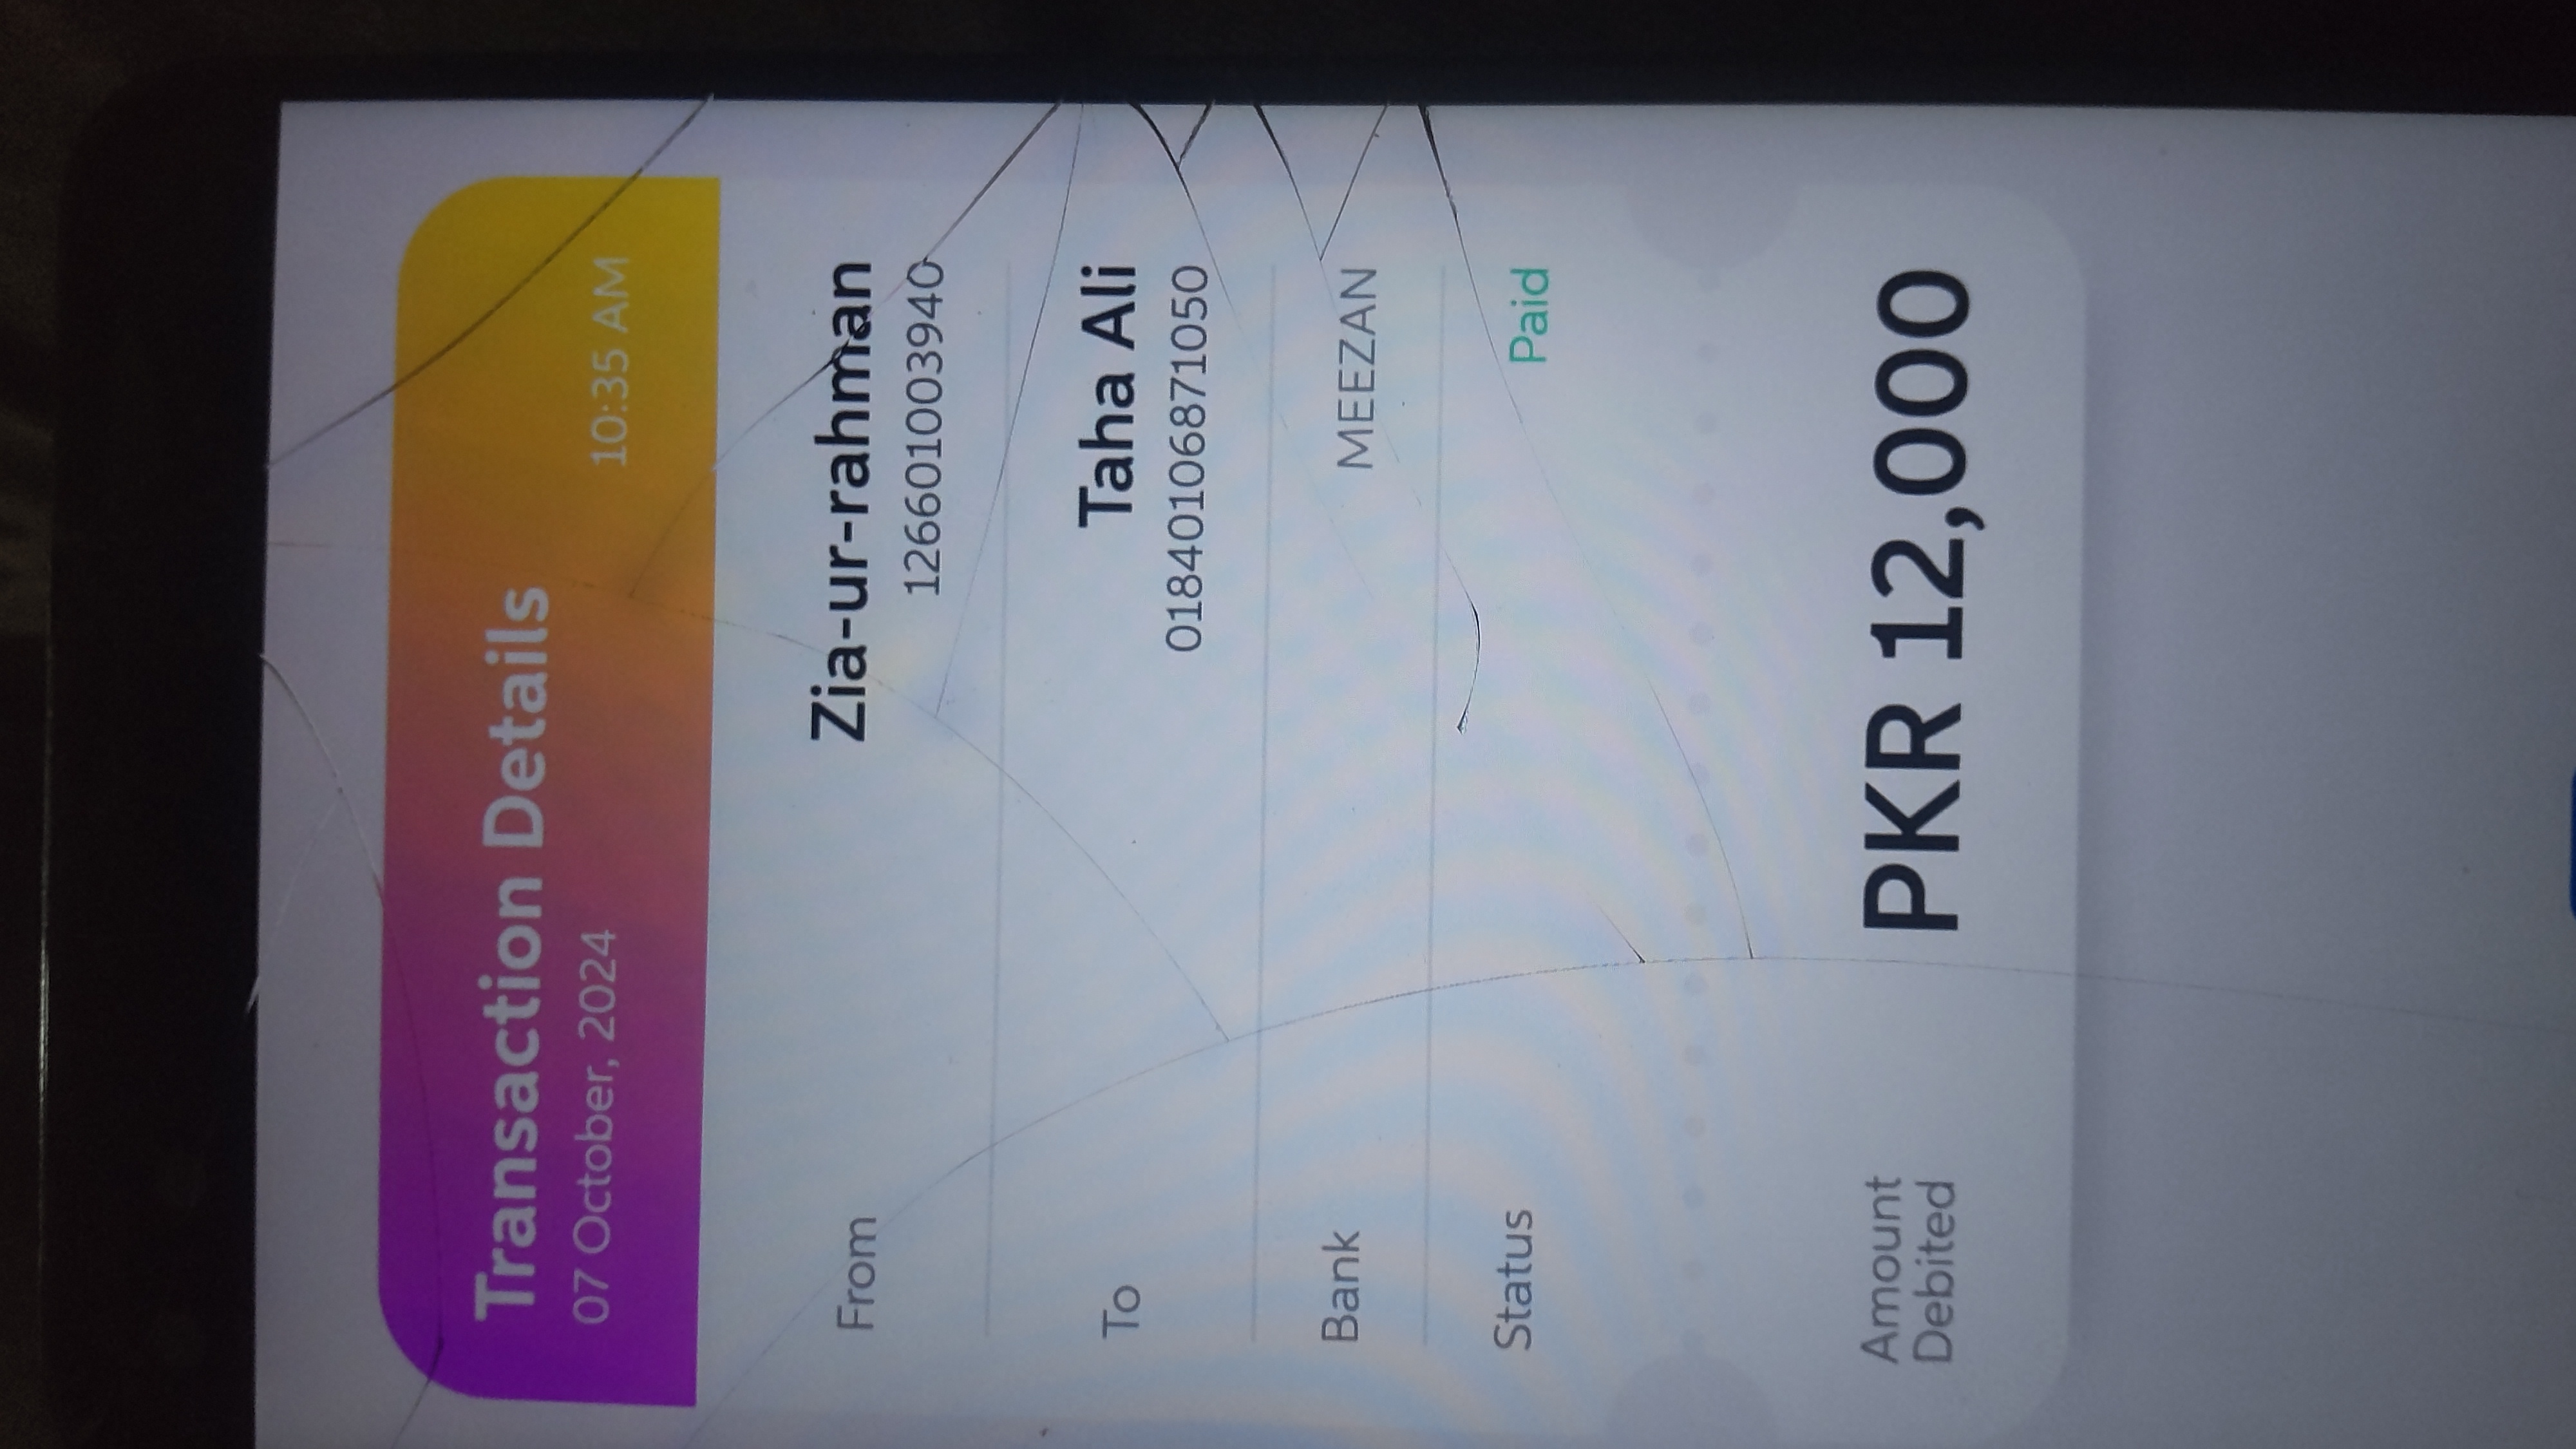 Transaction Details
07 October, 2024 10:35 AM
From Zia-ur-rahman
126601003940
To Taha Ali
01840106871050
Bank MEEZAN
Status Paid
Amount
Debited PKR 12,000